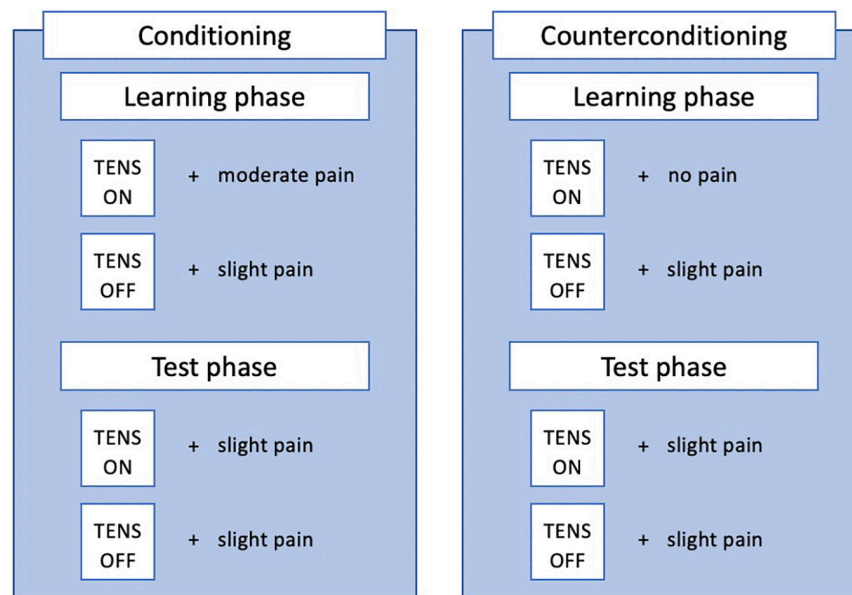 Conditioning
Learning phase
TENS
ON
+ moderate pain
TENS
OFF
+ slight pain
Test phase
TENS
ON
+ slight pain
TENS
OFF
+ slight pain
Counterconditioning
Learning phase
TENS
ON
+ no pain
TENS
OFF
+ slight pain
Test phase
TENS
ON
+ slight pain
TENS
OFF
+ slight pain